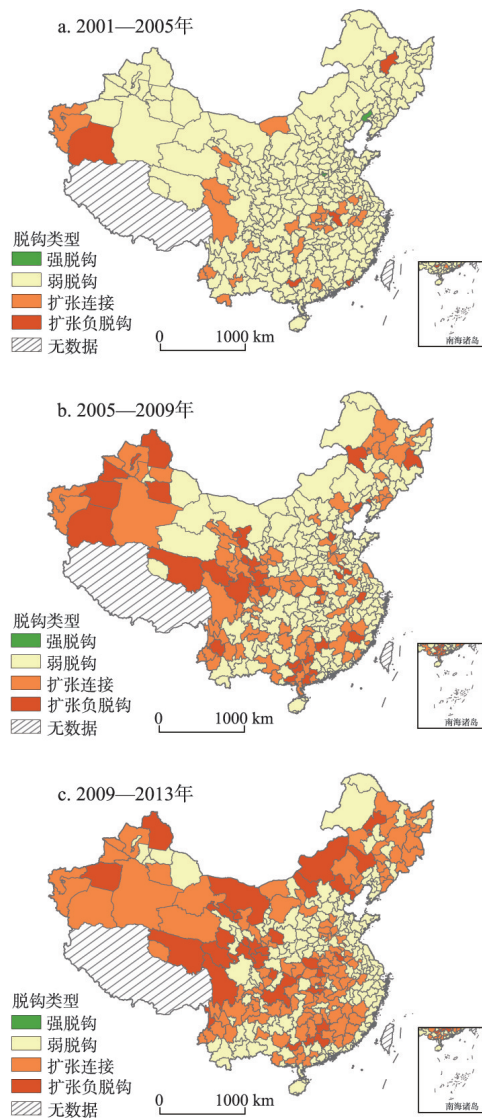 a. 2001—2005年
脱钩类型
强脱钩
弱脱钩
扩张连接
扩张负脱钩
无数据
0 1000 km
南海诸岛
b. 2005—2009年
脱钩类型
强脱钩
弱脱钩
扩张连接
扩张负脱钩
无数据
0 1000 km
南海诸岛
c. 2009—2013年
脱钩类型
强脱钩
弱脱钩
扩张连接
扩张负脱钩
无数据
0 1000 km
南海诸岛